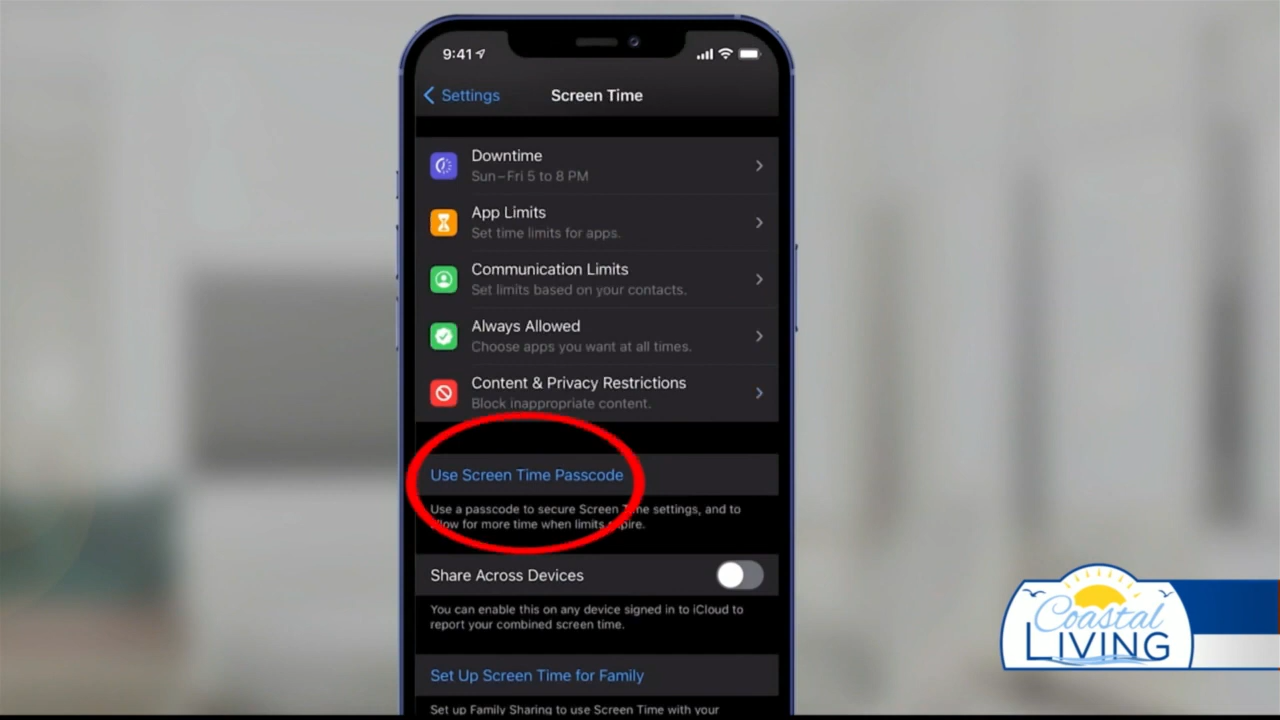 9:41
Settings
Screen Time
Downtime
Sun–Fri 5 to 8 PM
App Limits
Set time limits for apps.
Communication Limits
Set limits based on your contacts.
Always Allowed
Choose apps you want at all times.
Content & Privacy Restrictions
Block inappropriate content.
Use Screen Time Passcode
Use a passcode to secure Screen Time settings, and to
allow for more time when limits expire.
Share Across Devices
You can enable this on any device signed in to iCloud to
report your combined screen time.
Set Up Screen Time for Family
Set up Family Sharing to use Screen Time with your
Coastal
LIVING